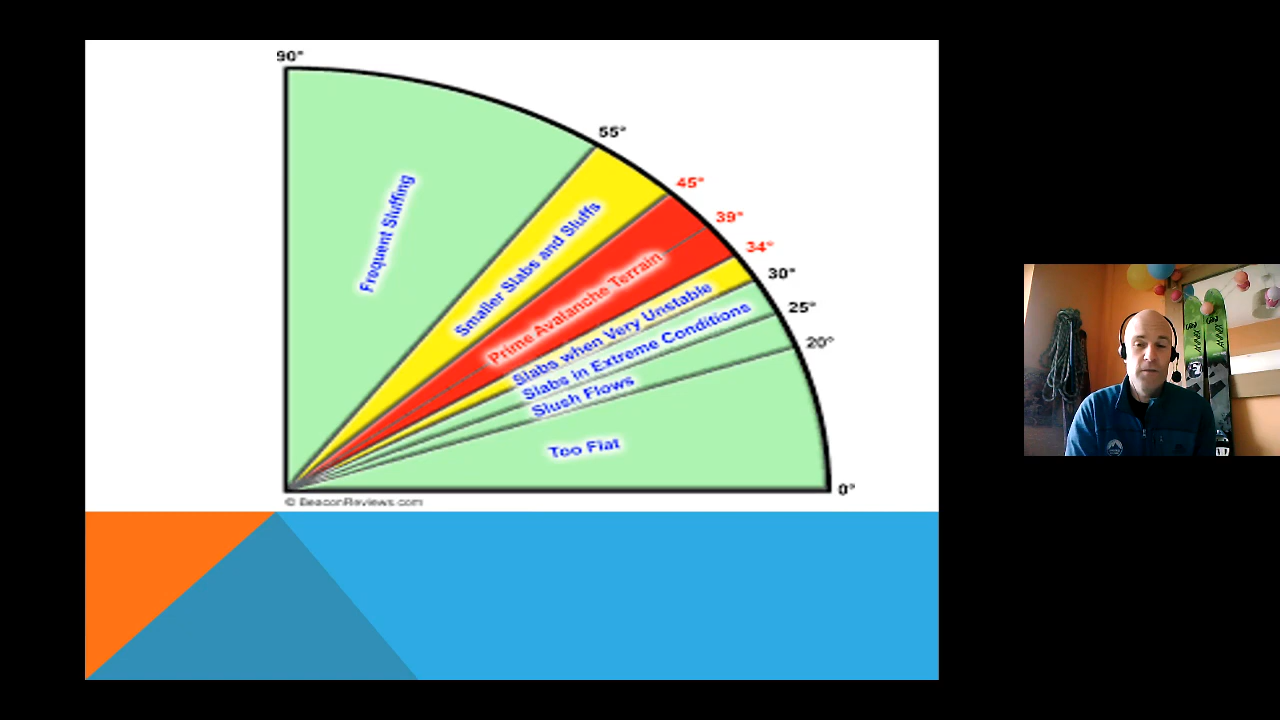 90°
55°
45°
39°
34°
30°
25°
20°
0°
Frequent Sluffing
Smaller Slabs and Sluffs
Prime Avalanche Terrain
Slabs when Very Unstable
Slabs in Extreme Conditions
Slush Flows
Too Flat
© BeaconReviews.com